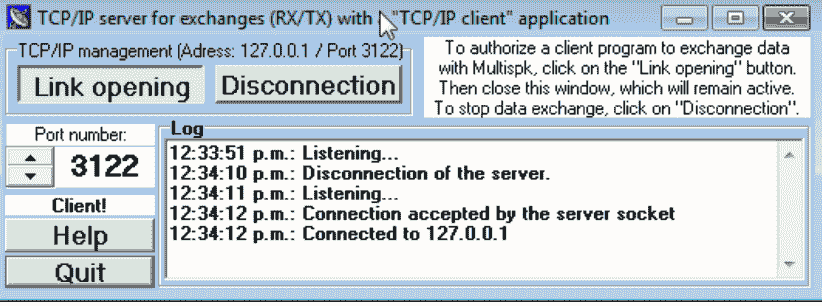 TCP/IP server for exchanges (RX/TX) with "TCP/IP client" application
TCP/IP management (Adress: 127.0.0.1 / Port 3122)
Link opening
Disconnection
To authorize a client program to exchange data
with Multipsk, click on the "Link opening" button.
Then close this window, which will remain active.
To stop data exchange, click on "Disconnection".
Port number:
3122
Client!
Help
Quit
Log
12:33:51 p.m.: Listening...
12:34:10 p.m.: Disconnection of the server.
12:34:11 p.m.: Listening...
12:34:12 p.m.: Connection accepted by the server socket
12:34:12 p.m.: Connected to 127.0.0.1